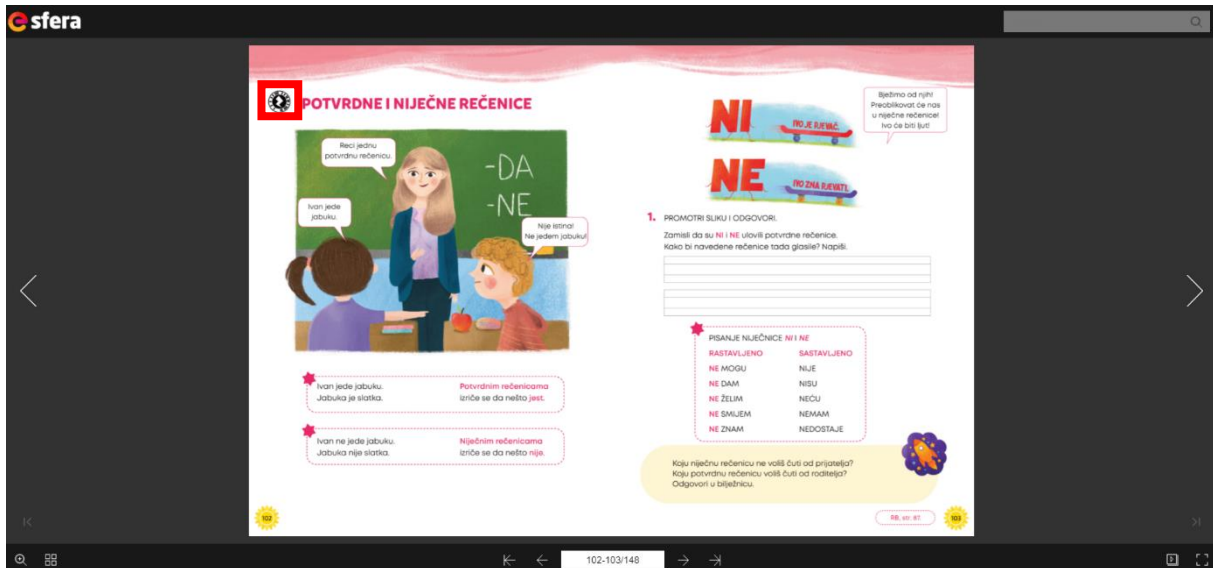 e sfera
POTVRDNE I NIJEČNE REČENICE
Reci jednu
potvrdnu rečenicu.
-DA
-NE
Ivan jede
jabuku.
Nije istina!
Ne jedem jabuku!
Ivan jede jabuku.
Jabuka je slatka.
Potvrdnim rečenicama
izriče se da nešto jest.
Ivan ne jede jabuku.
Jabuka nije slatka.
Niječnim rečenicama
izriče se da nešto nije.
102
NI
IVO JE RJEVAČ.
Bježimo od njih!
Preoblikovat će nas
u niječne rečenice!
Ivo će biti ljut!
NE
IVO ZNA RJEVATI.
1. PROMOTRI SLIKU I ODGOVORI.
Zamisli da su NI i NE ulovili potvrdne rečenice.
Kako bi navedene rečenice tada glasile? Napiši.
PISANJE NIJEČNICE NI I NE
RASTAVLJENO SASTAVLJENO
NE MOGU NIJE
NE DAM NISU
NE ŽELIM NEĆU
NE SMIJEM NEMAM
NE ZNAM NEDOSTAJE
Koju niječnu rečenicu ne voliš čuti od prijatelja?
Koju potvrdnu rečenicu voliš čuti od roditelja?
Odgovori u bilježnicu.
RB, str. 67.
103
102-103/148